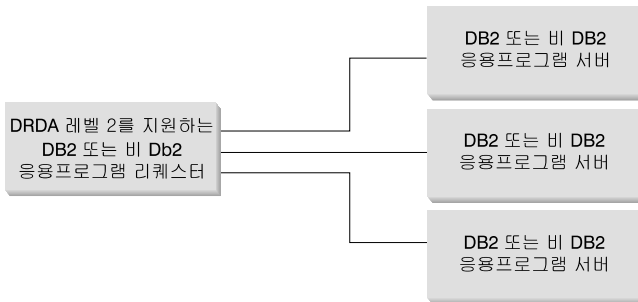 DB2 또는 비 DB2
응용프로그램 서버
DRDA 레벨 2를 지원하는
DB2 또는 비 Db2
응용프로그램 리퀘스터
DB2 또는 비 DB2
응용프로그램 서버
DB2 또는 비 DB2
응용프로그램 서버